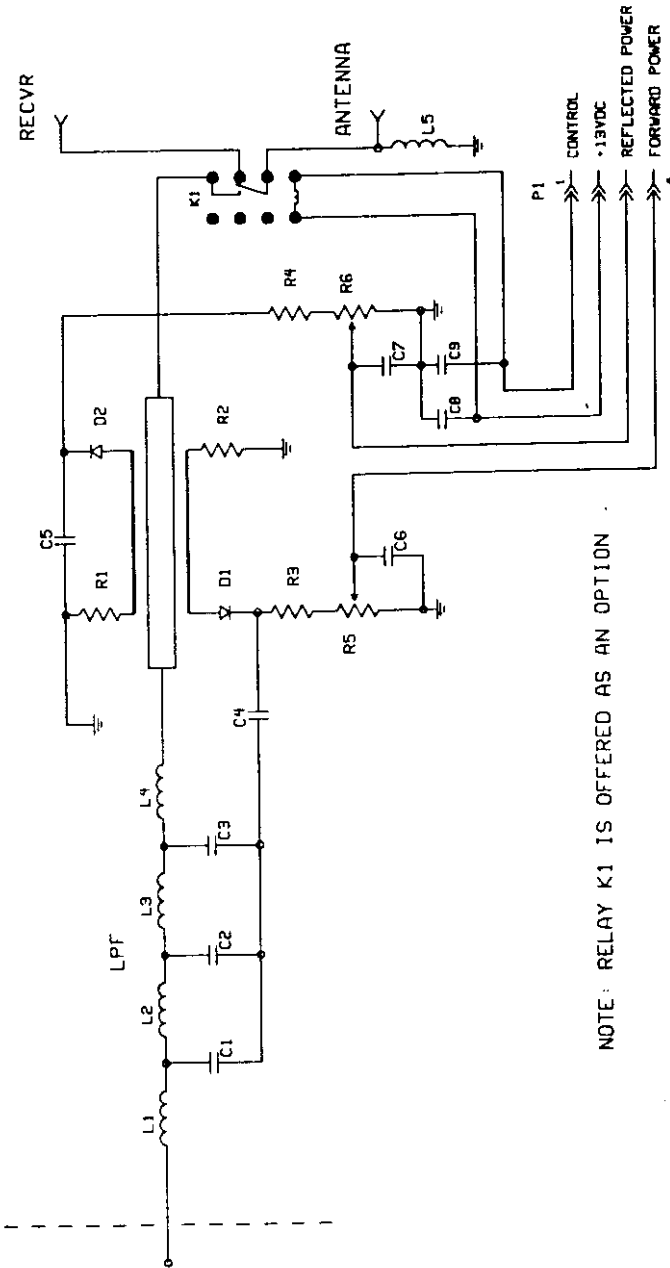 RECVR
ANTENNA
L5
K1
P1
1
CONTROL
+13VDC
REFLECTED POWER
FORWARD POWER
R4
R6
C7
C9
C8
D2
C5
R1
R2
D1
R3
R5
C6
C4
LPF
L4
C3
L3
C2
L2
C1
L1
NOTE: RELAY K1 IS OFFERED AS AN OPTION